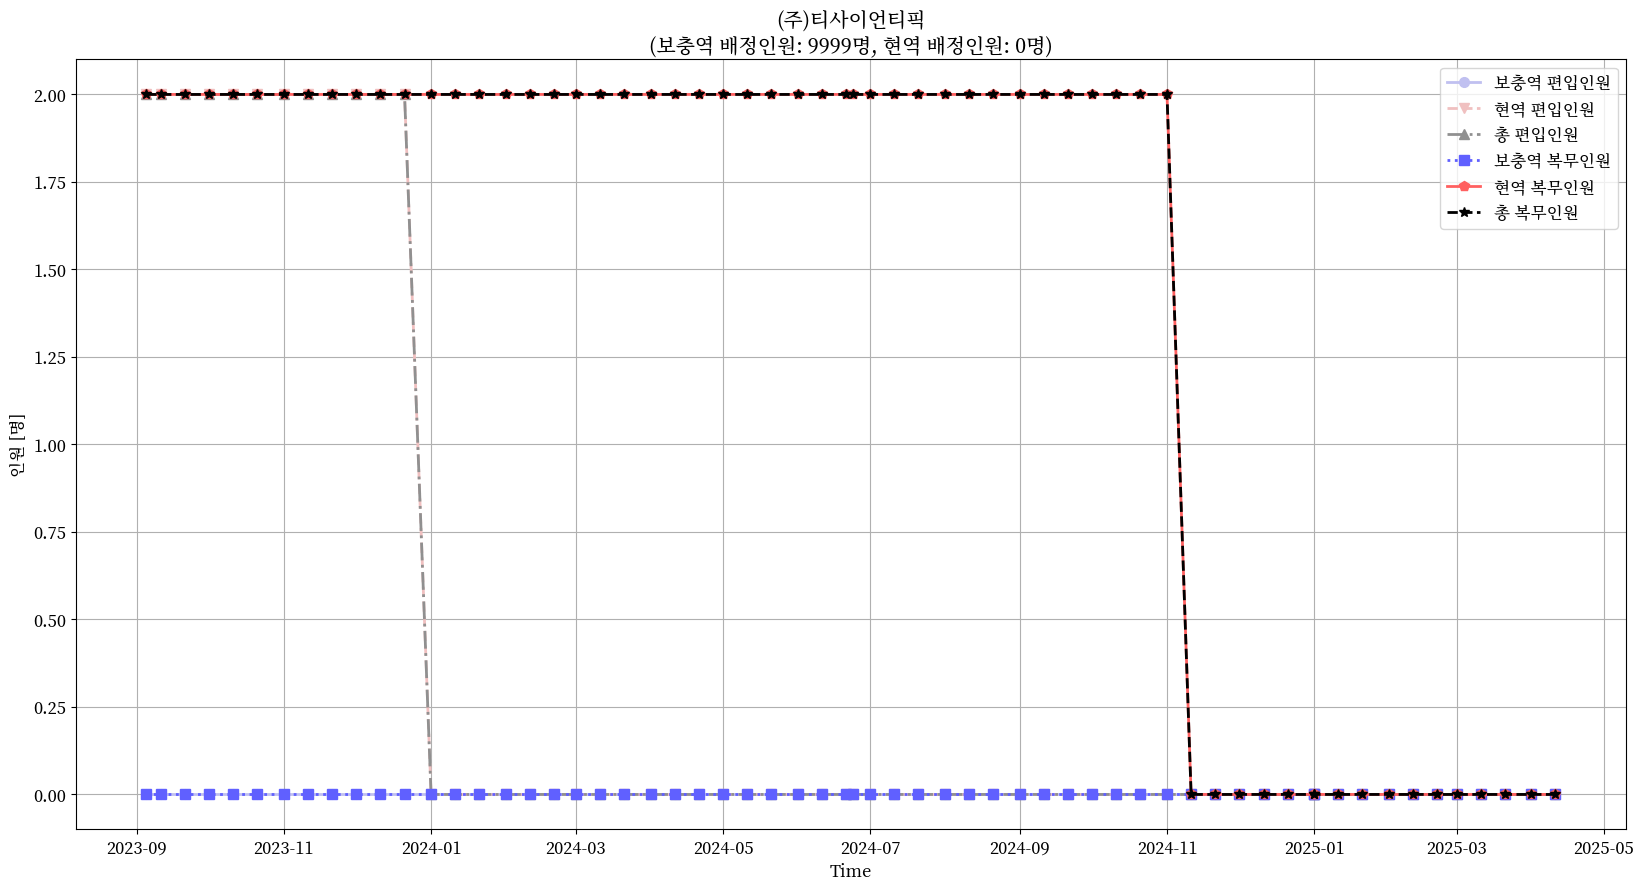 (주)티사이언티픽
(보충역 배정인원: 9999명, 현역 배정인원: 0명)
보충역 편입인원
현역 편입인원
총 편입인원
보충역 복무인원
현역 복무인원
총 복무인원
2.00
1.75
1.50
1.25
1.00
0.75
0.50
0.25
0.00
인원 [명]
2023-09 2023-11 2024-01 2024-03 2024-05 2024-07 2024-09 2024-11 2025-01 2025-03 2025-05
Time